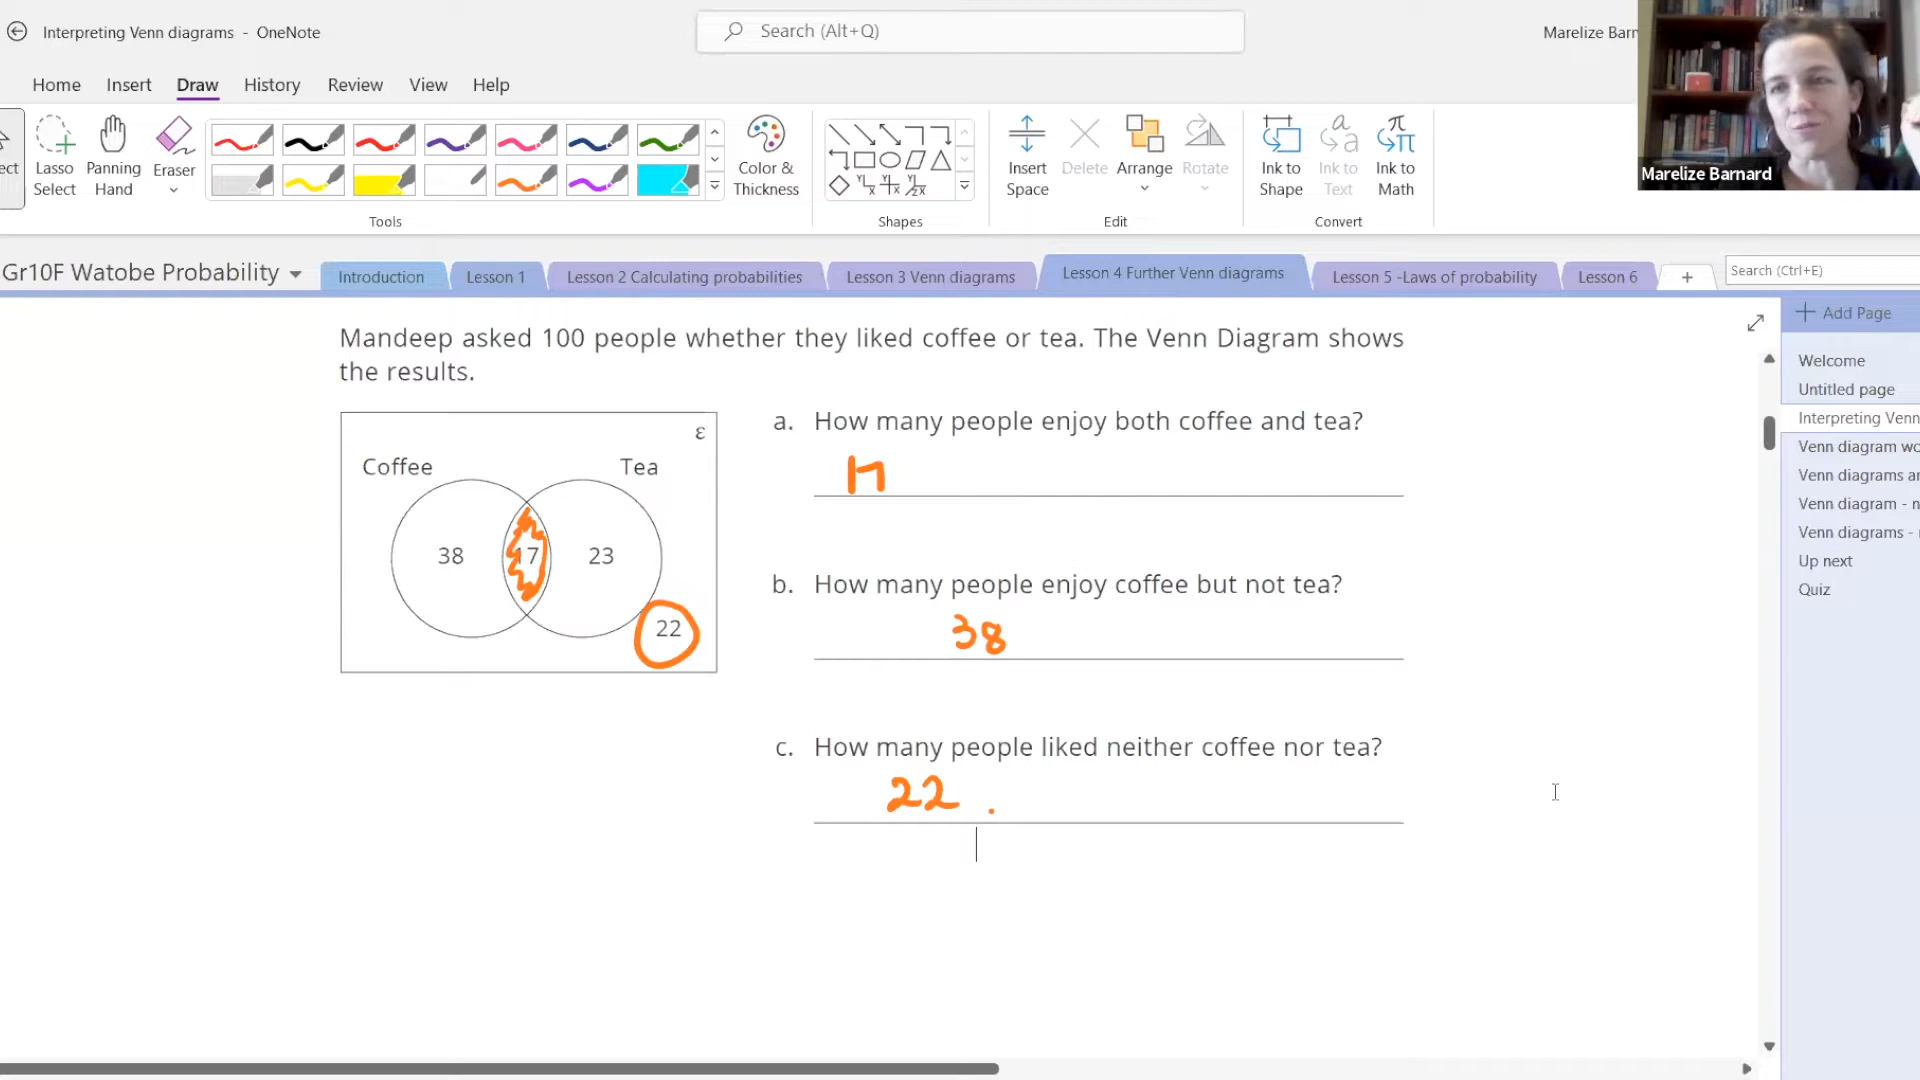 Interpreting Venn diagrams - OneNote
Search (Alt+Q)
Marelize Barn
Home Insert Draw History Review View Help
Marelize Barnard
ect
Lasso Select
Panning Hand
Eraser
Color & Thickness
Insert Space
Delete
Arrange
Rotate
Ink to Shape
Ink to Text
Ink to Math
Tools Shapes Edit Convert
Gr10F Watobe Probability
Introduction Lesson 1 Lesson 2 Calculating probabilities Lesson 3 Venn diagrams Lesson 4 Further Venn diagrams Lesson 5 -Laws of probability Lesson 6 +
Search (Ctrl+E)
Add Page
Welcome
Untitled page
Interpreting Venn
Venn diagram wo
Venn diagrams ar
Venn diagram - n
Venn diagrams -
Up next
Quiz
Mandeep asked 100 people whether they liked coffee or tea. The Venn Diagram shows
the results.
ε
Coffee Tea
38 17 23
22
a. How many people enjoy both coffee and tea?
17
b. How many people enjoy coffee but not tea?
38
c. How many people liked neither coffee nor tea?
22 .